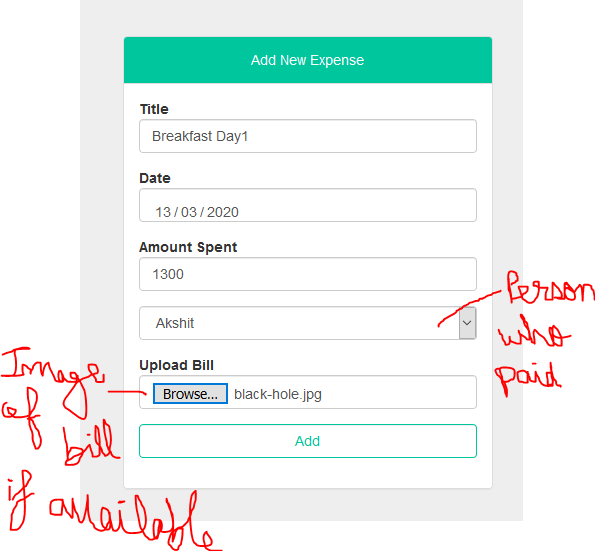 Add New Expense
Title
Breakfast Day1
Date
13 / 03 / 2020
Amount Spent
1300
Akshit
Person
who
paid
Upload Bill
Browse... black-hole.jpg
Image
of
bill
if available
Add